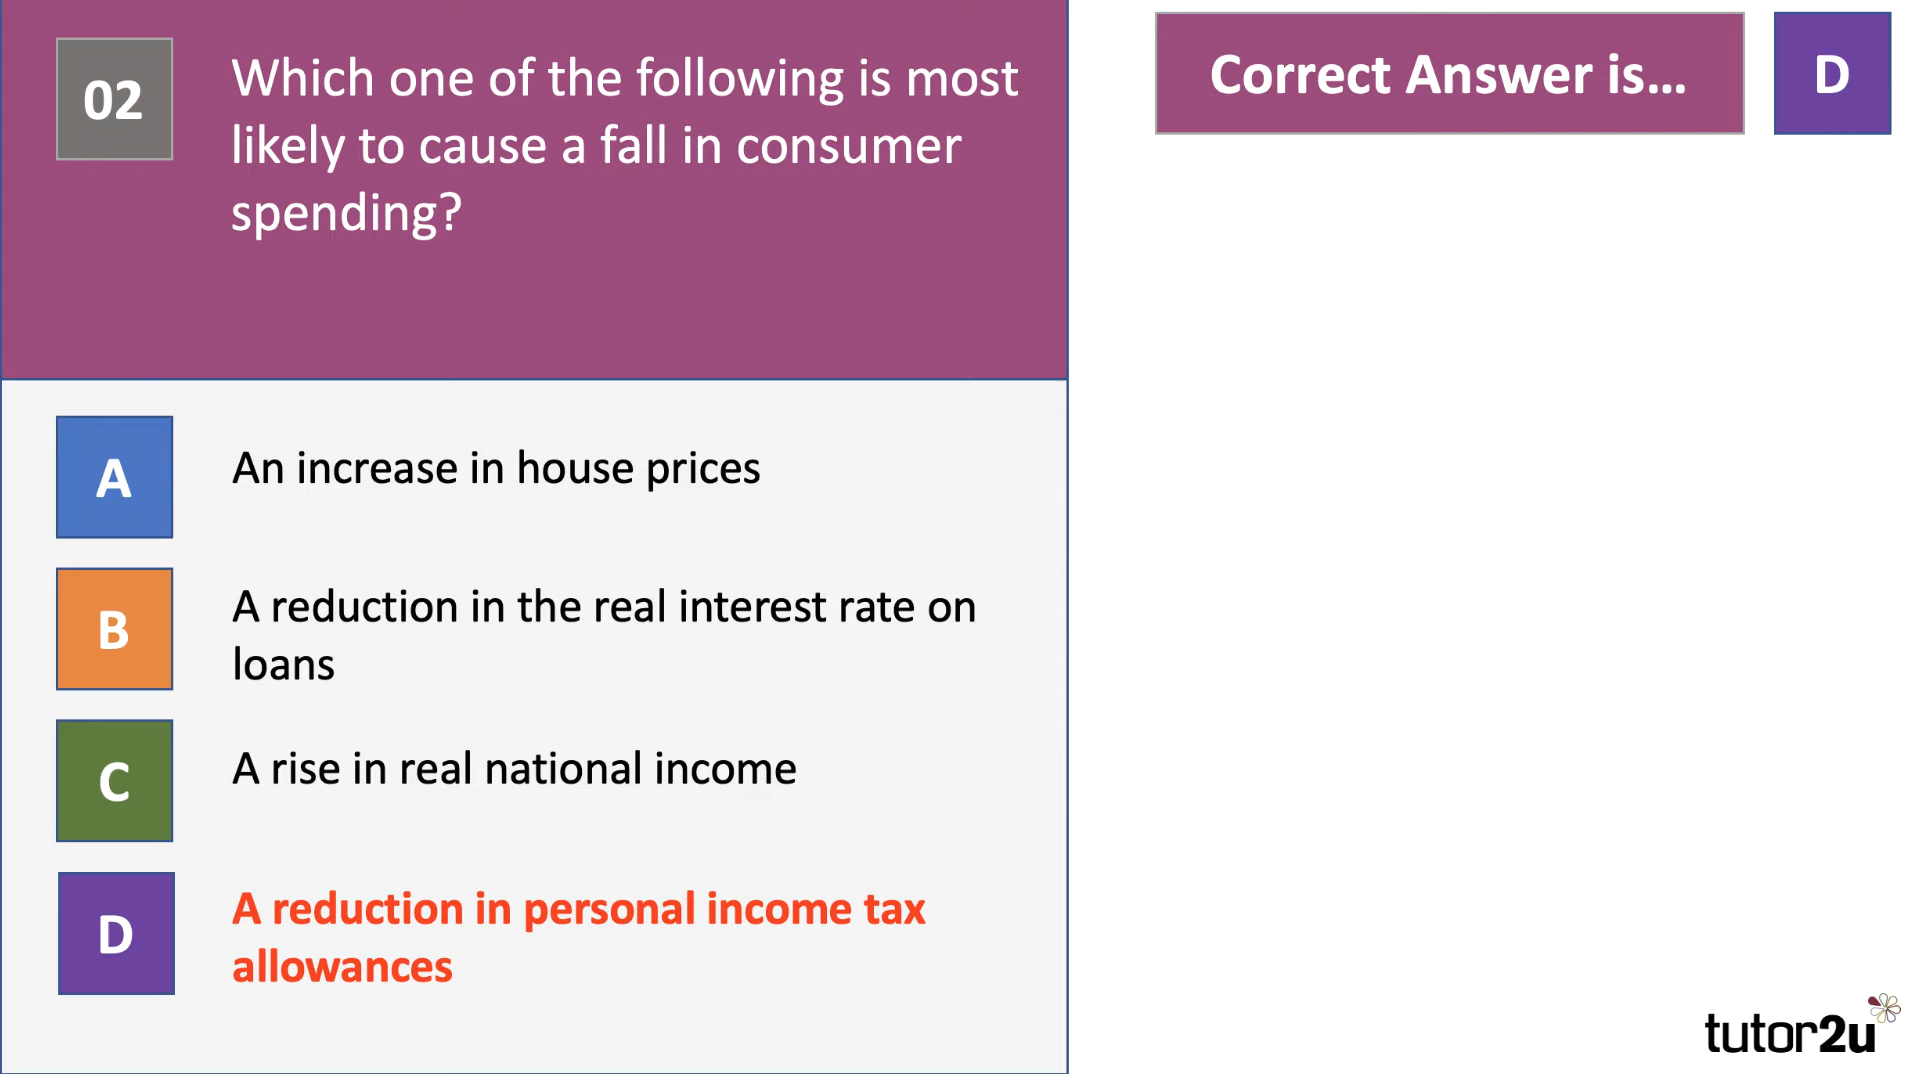 02
Which one of the following is most
likely to cause a fall in consumer
spending?
A
An increase in house prices
B
A reduction in the real interest rate on
loans
C
A rise in real national income
D
A reduction in personal income tax
allowances
Correct Answer is...
D
tutor2u